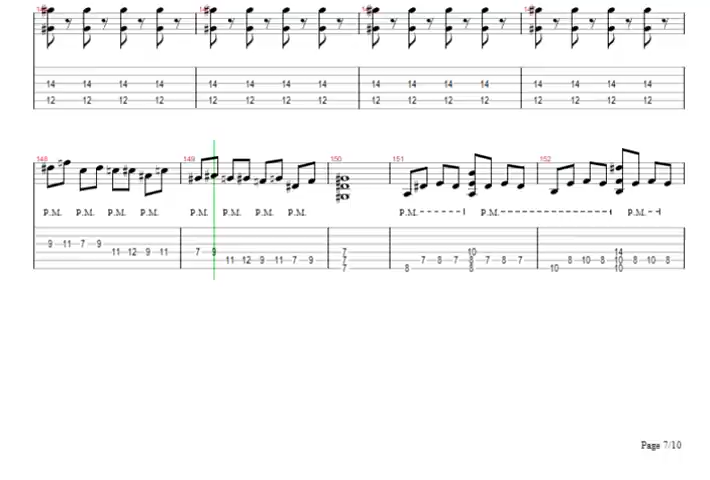 14 14 14 14 14 14 14 14 14 14 14 14 14 14 14 14
12 12 12 12 12 12 12 12 12 12 12 12 12 12 12 12
148 149 150 151 152
P.M. P.M. P.M. P.M. P.M. P.M. P.M. P.M. P.M. P.M. P.M.
9 11 7 9
11 12 9 11 7 9 7 10 14
11 12 9 11 7 9 7 7 8 7 8 7 8 7 8 10 8 10 8 10 8
7 8 8 10 10
Page 7/10